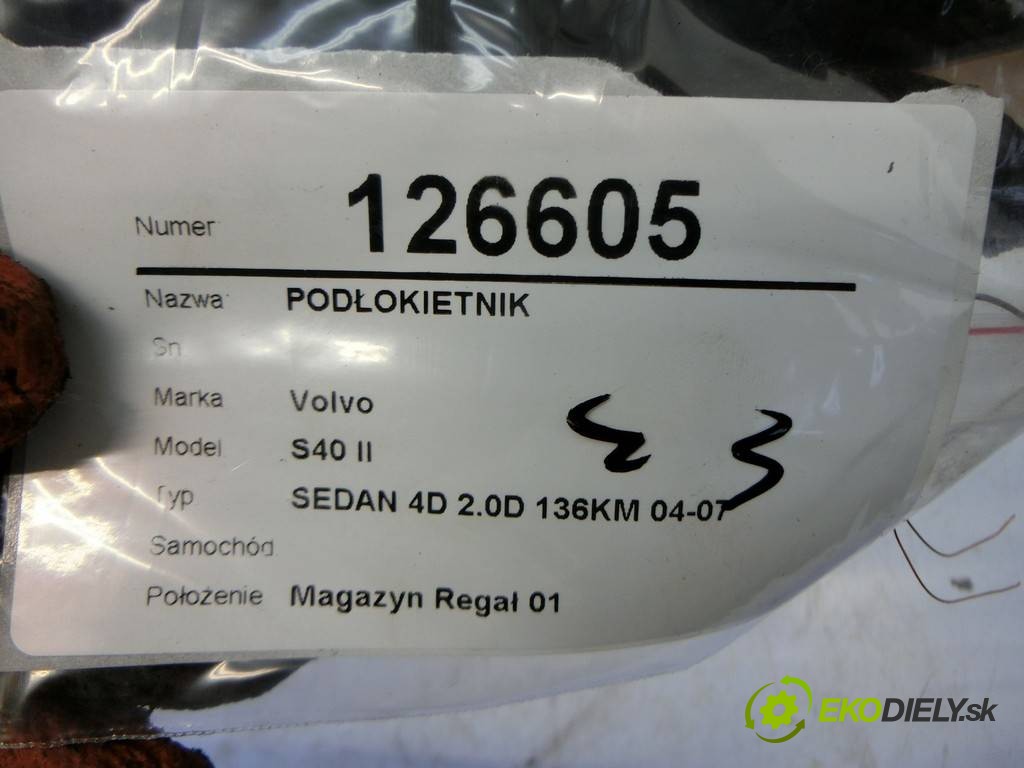 Numer 126605
Nazwa PODŁOKIETNIK
Sn
Marka Volvo
Model S40 II
Typ SEDAN 4D 2.0D 136KM 04-07
Samochód
Położenie Magazyn Regał 01
EKODIELY.sk